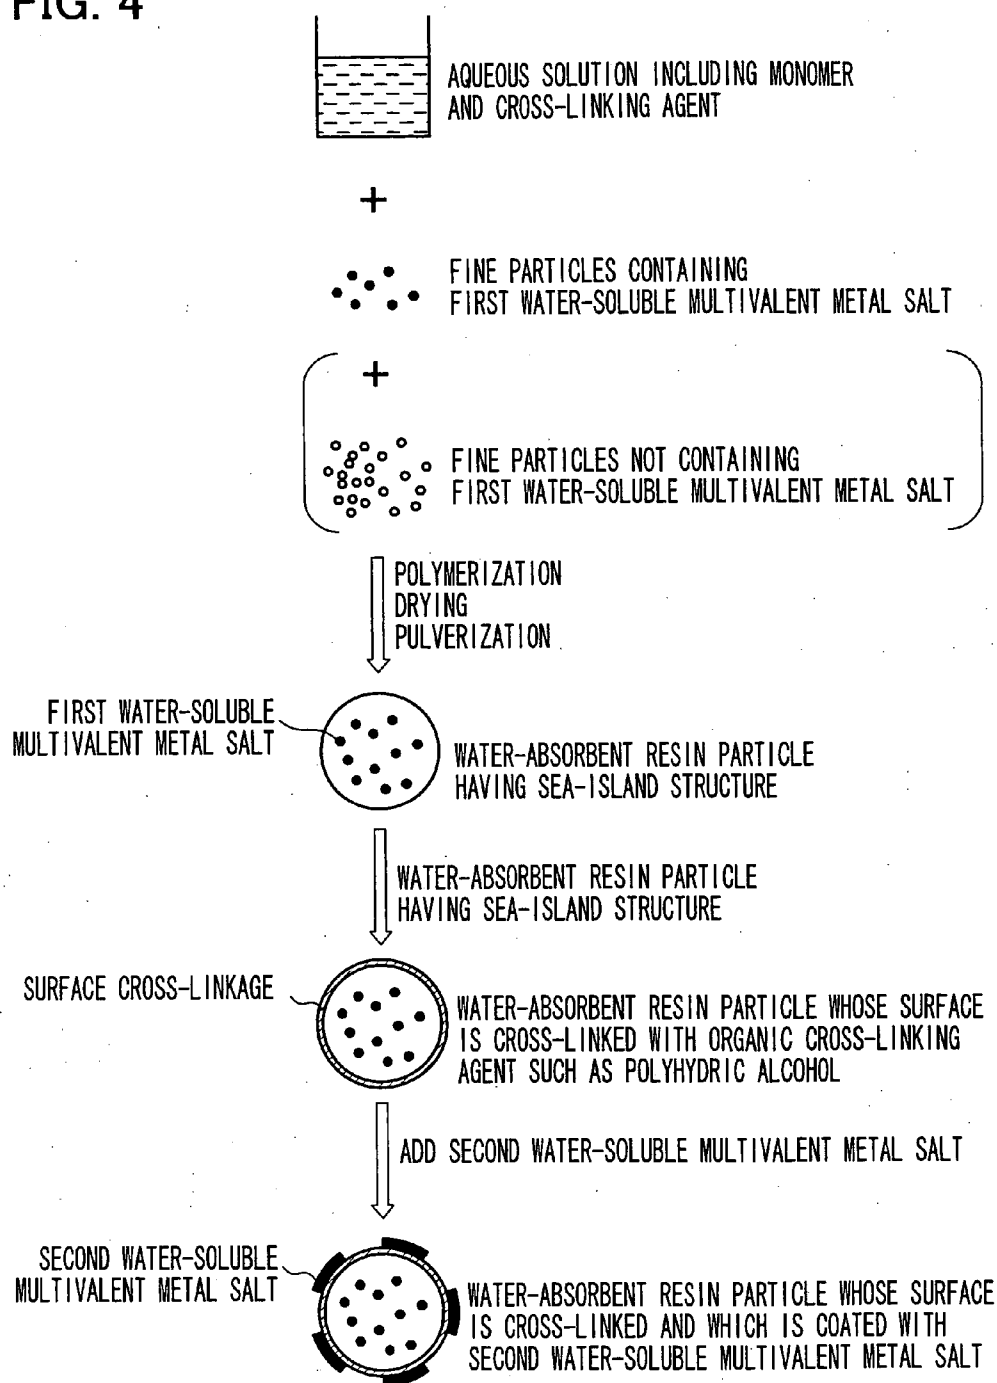 FIG. 4
AQUEOUS SOLUTION INCLUDING MONOMER
AND CROSS-LINKING AGENT
+
FINE PARTICLES CONTAINING
FIRST WATER-SOLUBLE MULTIVALENT METAL SALT
+
FINE PARTICLES NOT CONTAINING
FIRST WATER-SOLUBLE MULTIVALENT METAL SALT
POLYMERIZATION
DRYING
PULVERIZATION
FIRST WATER-SOLUBLE
MULTIVALENT METAL SALT
WATER-ABSORBENT RESIN PARTICLE
HAVING SEA-ISLAND STRUCTURE
WATER-ABSORBENT RESIN PARTICLE
HAVING SEA-ISLAND STRUCTURE
SURFACE CROSS-LINKAGE
WATER-ABSORBENT RESIN PARTICLE WHOSE SURFACE
IS CROSS-LINKED WITH ORGANIC CROSS-LINKING
AGENT SUCH AS POLYHYDRIC ALCOHOL
ADD SECOND WATER-SOLUBLE MULTIVALENT METAL SALT
SECOND WATER-SOLUBLE
MULTIVALENT METAL SALT
WATER-ABSORBENT RESIN PARTICLE WHOSE SURFACE
IS CROSS-LINKED AND WHICH IS COATED WITH
SECOND WATER-SOLUBLE MULTIVALENT METAL SALT